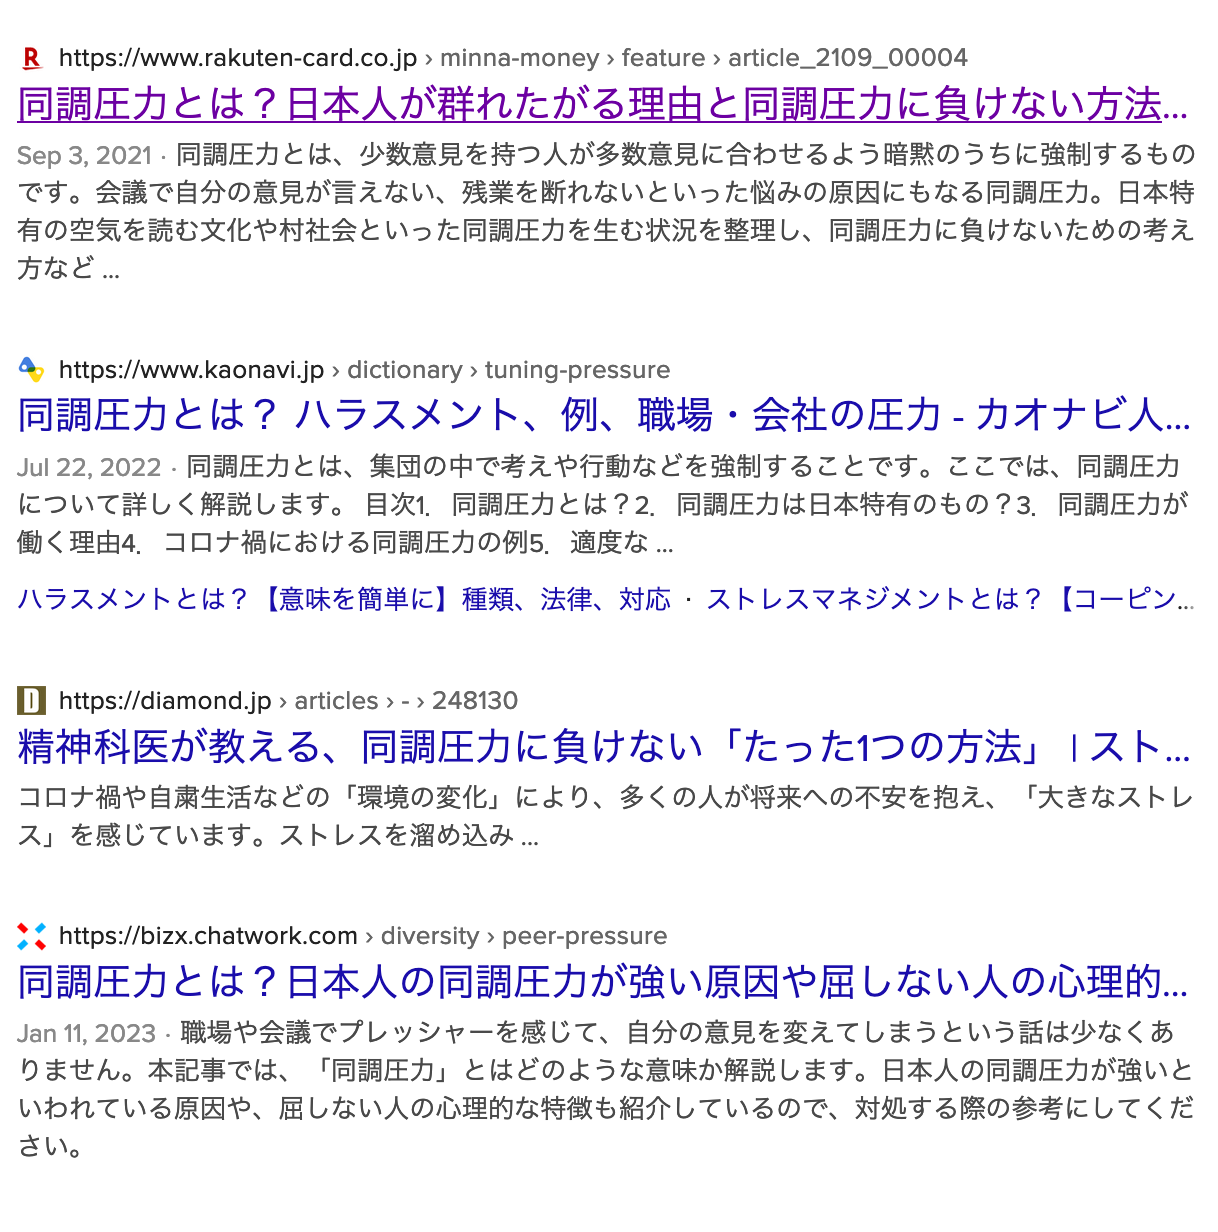 https://www.rakuten-card.co.jp › minna-money › feature › article_2109_00004
同調圧力とは？日本人が群れたがる理由と同調圧力に負けない方法...
Sep 3, 2021 · 同調圧力とは、少数意見を持つ人が多数意見に合わせるよう暗黙のうちに強制するもの
です。会議で自分の意見が言えない、残業を断れないといった悩みの原因にもなる同調圧力。日本特
有の空気を読む文化や村社会といった同調圧力を生む状況を整理し、同調圧力に負けないための考え
方など ...
https://www.kaonavi.jp › dictionary › tuning-pressure
同調圧力とは？ ハラスメント、例、職場・会社の圧力 - カオナビ人...
Jul 22, 2022 · 同調圧力とは、集団の中で考えや行動などを強制することです。ここでは、同調圧力
について詳しく解説します。 目次1． 同調圧力とは？2． 同調圧力は日本特有のもの？3． 同調圧力が
働く理由4． コロナ禍における同調圧力の例5． 適度な ...
ハラスメントとは？【意味を簡単に】種類、法律、対応 · ストレスマネジメントとは？【コーピン...
D https://diamond.jp › articles › - › 248130
精神科医が教える、同調圧力に負けない「たった1つの方法」 | スト...
コロナ禍や自粛生活などの「環境の変化」により、多くの人が将来への不安を抱え、「大きなストレ
ス」を感じています。ストレスを溜め込み ...
https://bizx.chatwork.com › diversity › peer-pressure
同調圧力とは？日本人の同調圧力が強い原因や屈しない人の心理的...
Jan 11, 2023 · 職場や会議でプレッシャーを感じて、自分の意見を変えてしまうという話は少なくあ
りません。本記事では、「同調圧力」とはどのような意味か解説します。日本人の同調圧力が強いと
いわれている原因や、屈しない人の心理的な特徴も紹介しているので、対処する際の参考にしてくだ
さい。